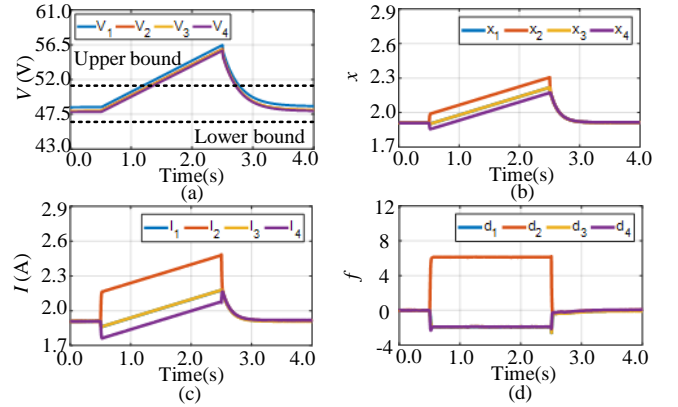 V1 V2 V3 V4
56.5
52.0
47.5
43.0
V (V)
Upper bound
Lower bound
0.0 1.0 2.0 3.0 4.0
Time(s)
(a)
x1 x2 x3 x4
2.9
2.3
2.0
1.7
x
0.0 1.0 2.0 3.0 4.0
Time(s)
(b)
I1 I2 I3 I4
2.9
2.6
2.3
2.0
1.7
I (A)
0.0 1.0 2.0 3.0 4.0
Time(s)
(c)
d1 d2 d3 d4
12
8
4
0
-4
f
0.0 1.0 2.0 3.0 4.0
Time(s)
(d)